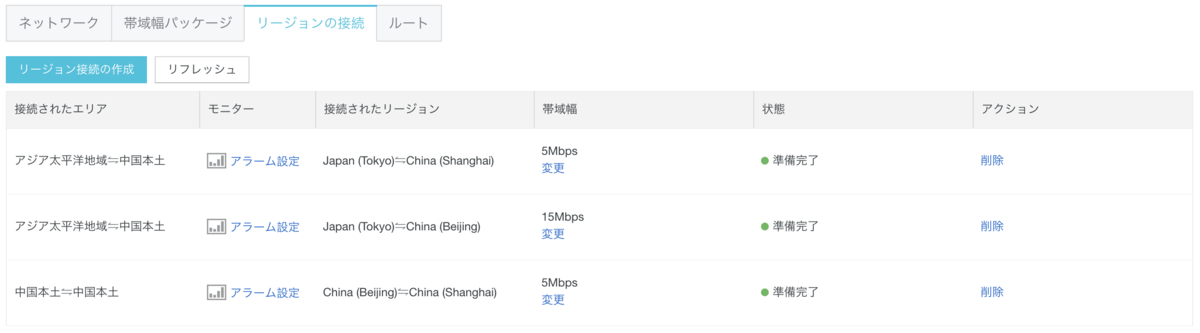 ネットワーク 帯域幅パッケージ リージョンの接続 ルート
リージョン接続の作成 リフレッシュ
接続されたエリア モニター 接続されたリージョン 帯域幅 状態 アクション
アジア太平洋地域⇋中国本土 アラーム設定 Japan (Tokyo)⇋China (Shanghai) 5Mbps 準備完了 削除
変更
アジア太平洋地域⇋中国本土 アラーム設定 Japan (Tokyo)⇋China (Beijing) 15Mbps 準備完了 削除
変更
中国本土⇋中国本土 アラーム設定 China (Beijing)⇋China (Shanghai) 5Mbps 準備完了 削除
変更